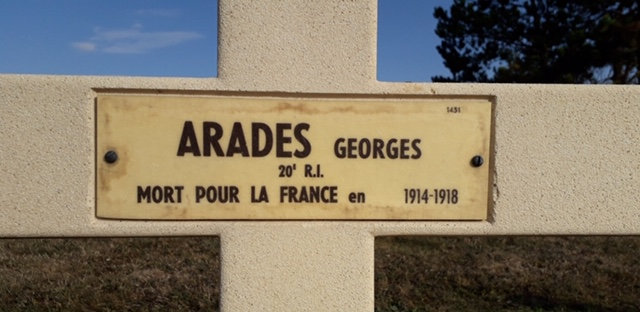 1431
ARADES GEORGES
20E R.I.
MORT POUR LA FRANCE en 1914-1918